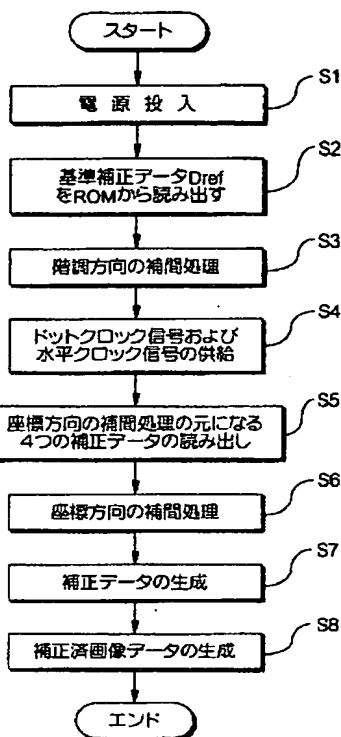 スタート
S1
電源投入
S2
基準補正データDref
をROMから読み出す
S3
階調方向の補間処理
S4
ドットクロック信号および
水平クロック信号の供給
S5
座標方向の補間処理の元になる
4つの補正データの読み出し
S6
座標方向の補間処理
S7
補正データの生成
S8
補正済画像データの生成
エンド